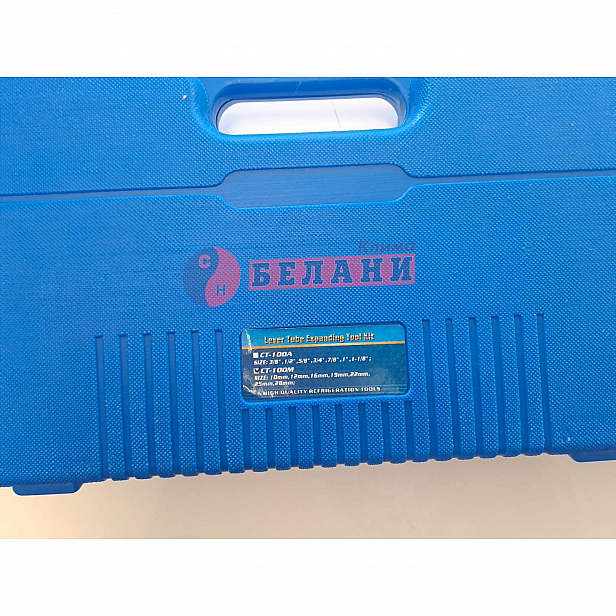 Клима
C
H
БЕЛАНИ
Lever Tube Expanding Tool Kit
CT-100A
SIZE: 3/8",1/2",5/8",3/4",7/8",1",1-1/8";
CT-100M
SIZE: 10mm,12mm,16mm,19mm,22mm,
25mm,28mm;
HIGH QUALITY REFRIGERATION TOOLS